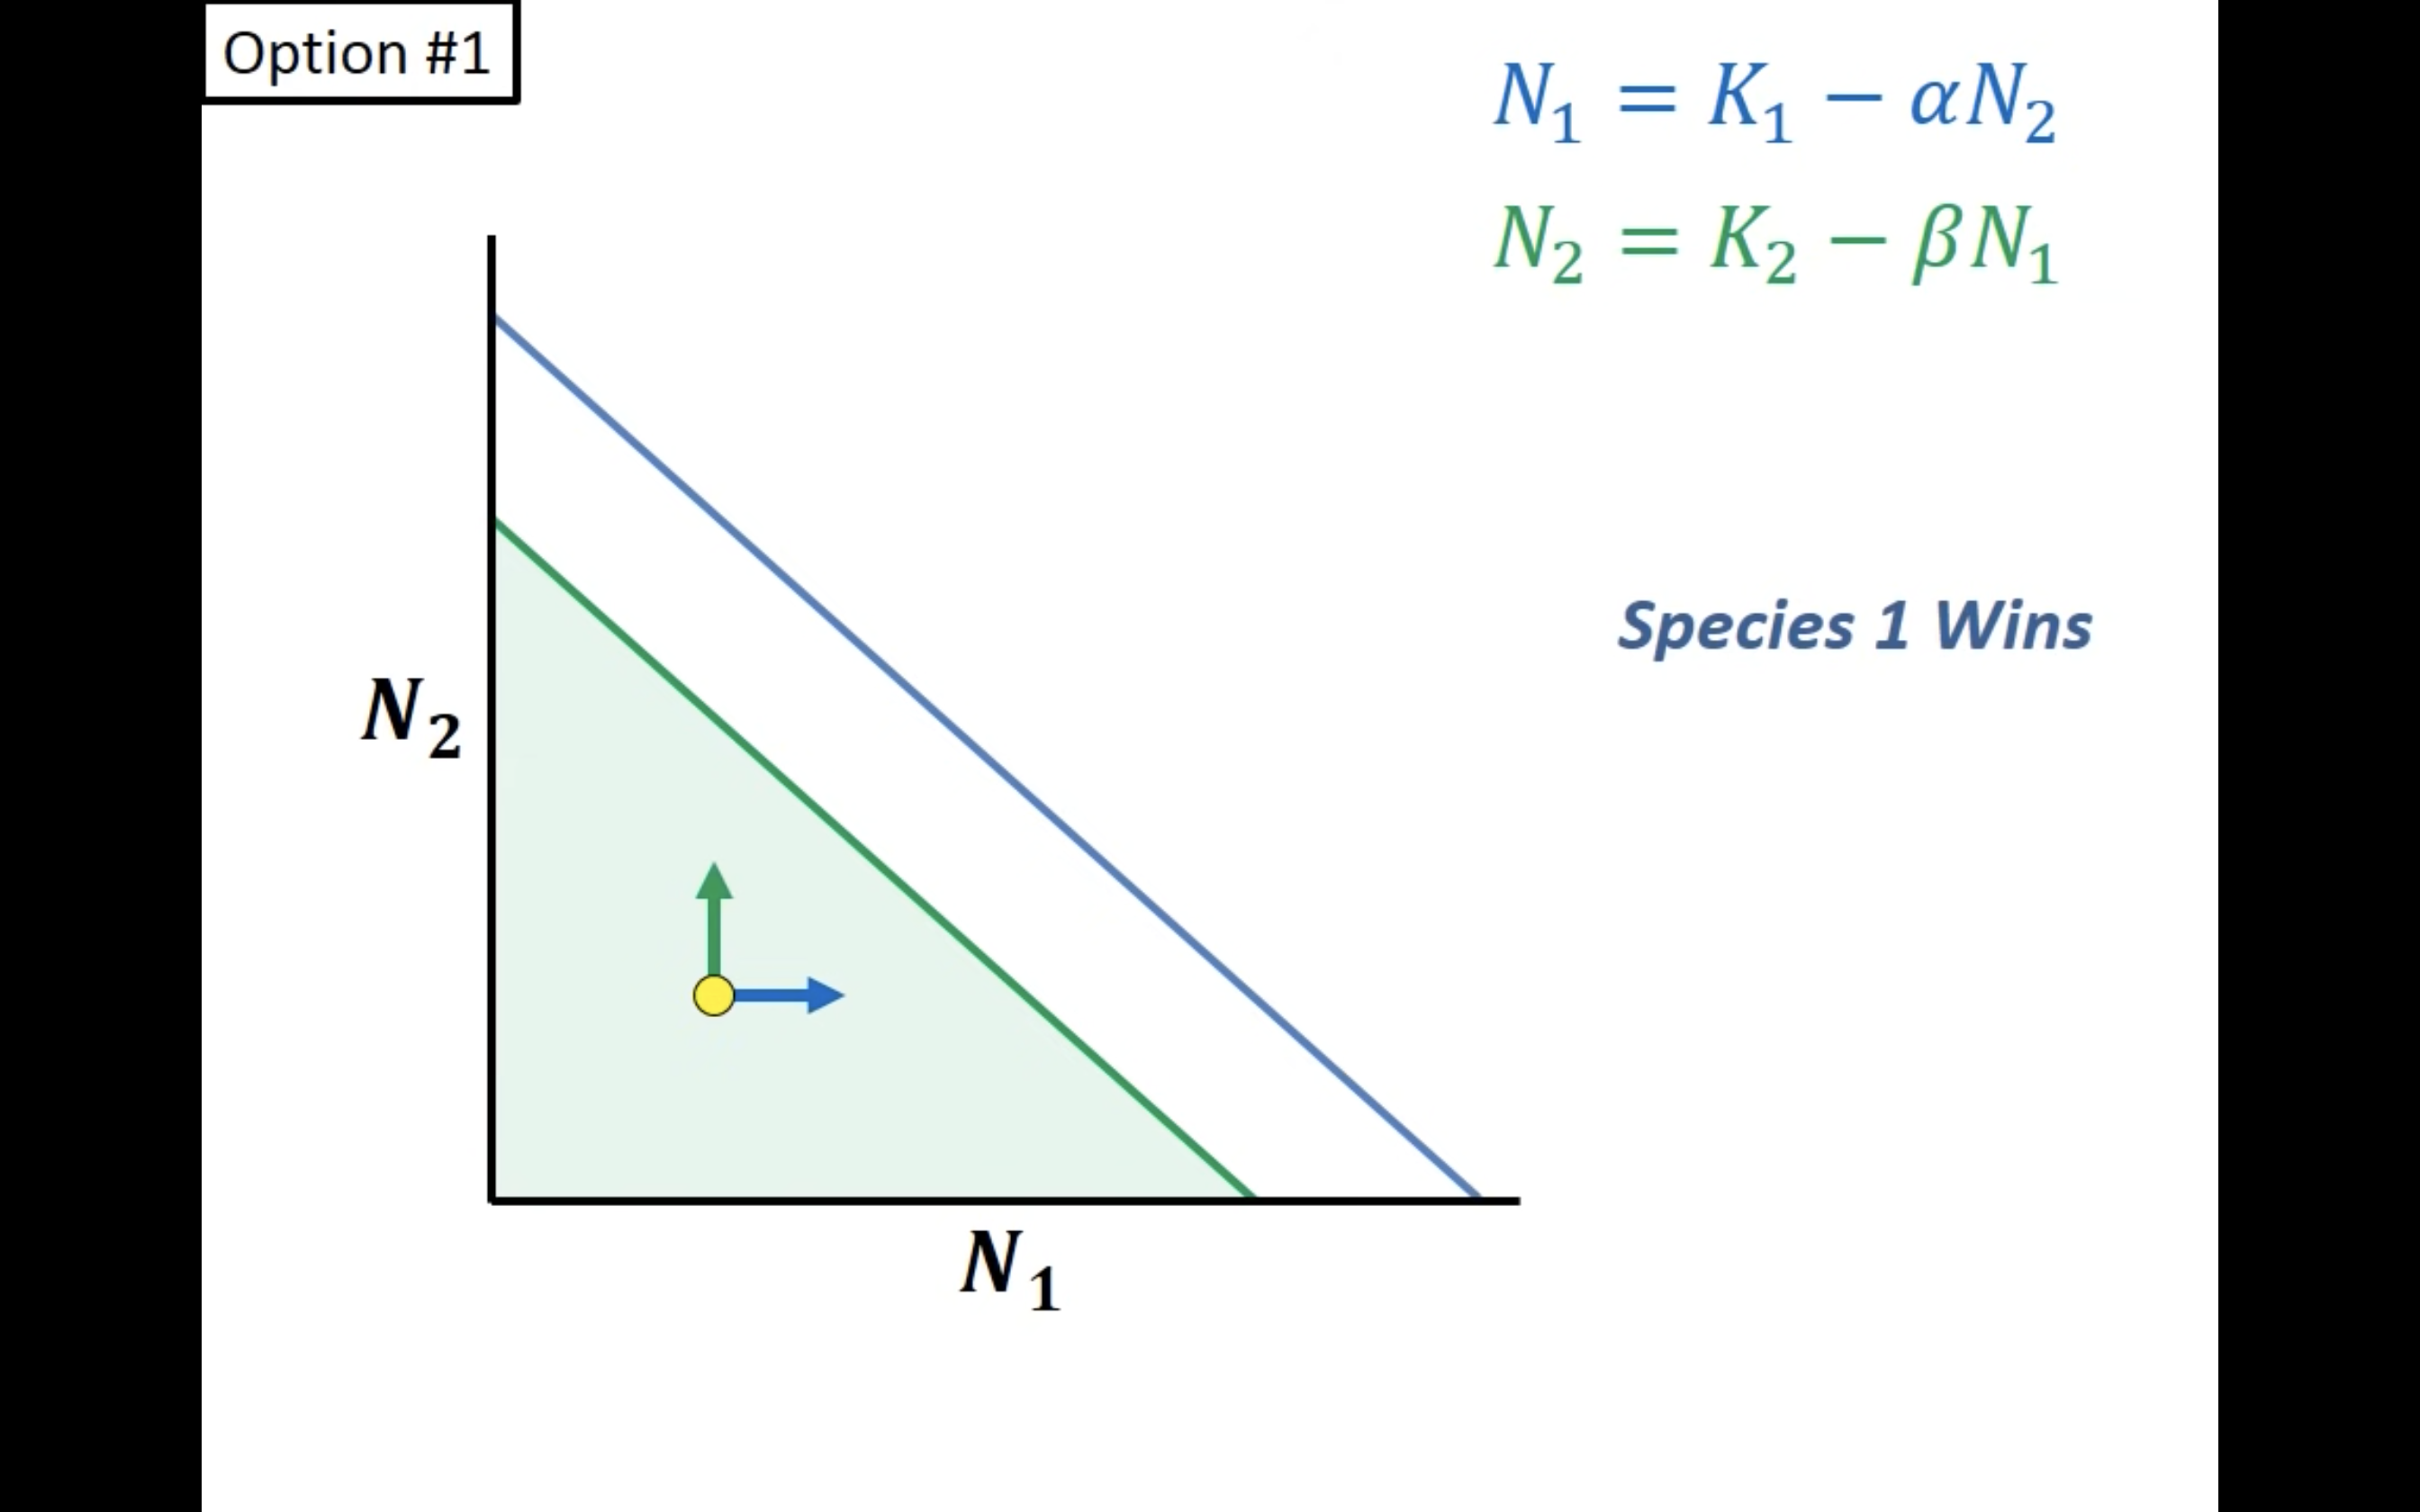 Option #1
N₁ = K₁ − αN₂
N₂ = K₂ − βN₁
Species 1 Wins
N₂
N₁